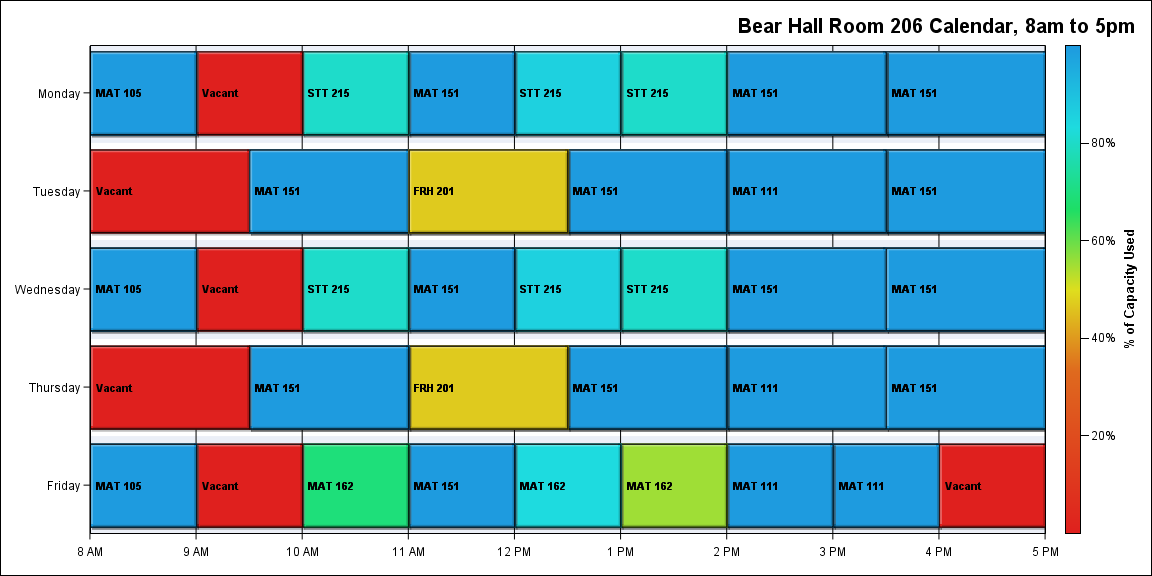 Bear Hall Room 206 Calendar, 8am to 5pm
Monday
MAT 105
Vacant
STT 215
MAT 151
STT 215
STT 215
MAT 151
MAT 151
Tuesday
Vacant
MAT 151
FRH 201
MAT 151
MAT 111
MAT 151
Wednesday
MAT 105
Vacant
STT 215
MAT 151
STT 215
STT 215
MAT 151
MAT 151
Thursday
Vacant
MAT 151
FRH 201
MAT 151
MAT 111
MAT 151
Friday
MAT 105
Vacant
MAT 162
MAT 151
MAT 162
MAT 162
MAT 111
MAT 111
Vacant
8 AM
9 AM
10 AM
11 AM
12 PM
1 PM
2 PM
3 PM
4 PM
5 PM
80%
60%
40%
20%
% of Capacity Used